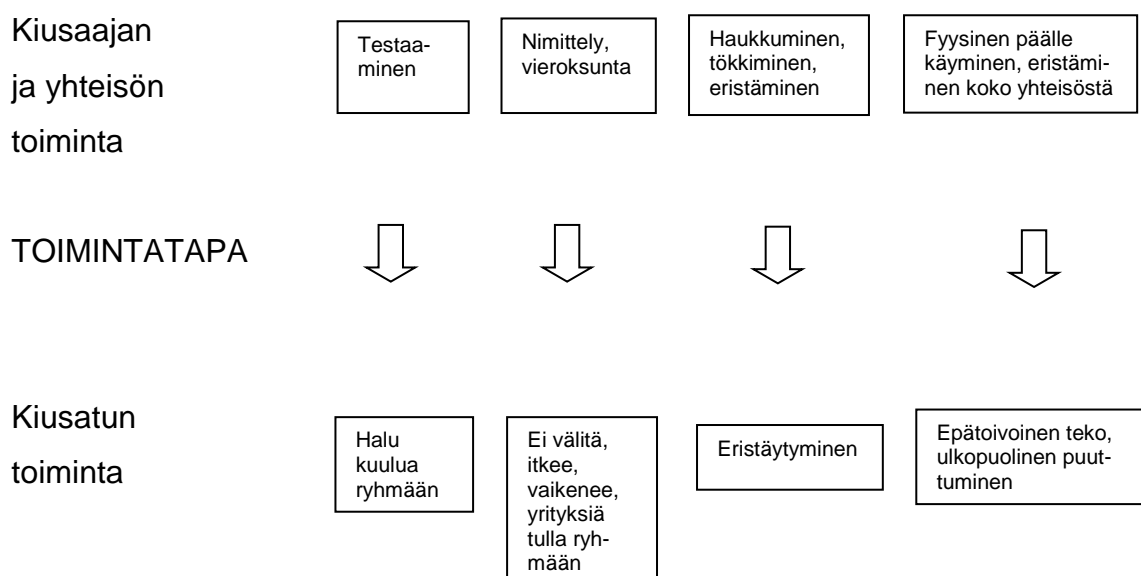 Kiusaajan
ja yhteisön
toiminta
Testaa-
minen
Nimittely,
vieroksunta
Haukkuminen,
tökkiminen,
eristäminen
Fyysinen päälle
käyminen, eristämi-
nen koko yhteisöstä
TOIMINTATAPA
Kiusatun
toiminta
Halu
kuulua
ryhmään
Ei välitä,
itkee,
vaikenee,
yrityksiä
tulla ryh-
mään
Eristäytyminen
Epätoivoinen teko,
ulkopuolinen puut-
tuminen